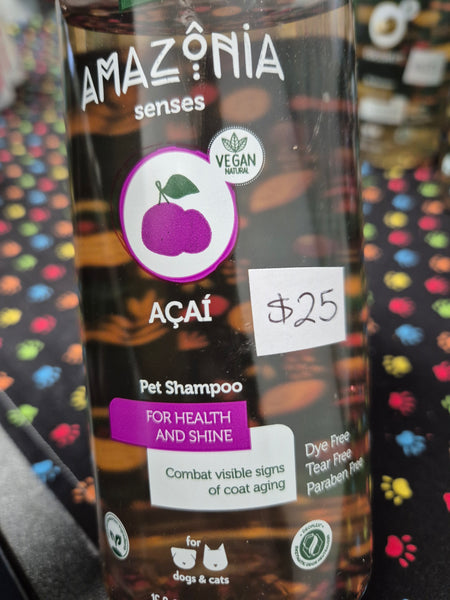 AMAZÔNIA
senses
VEGAN
NATURAL
AÇAÍ
$25
Pet Shampoo
FOR HEALTH
AND SHINE
Combat visible signs
of coat aging
Dye Free
Tear Free
Paraben Free
for
dogs & cats